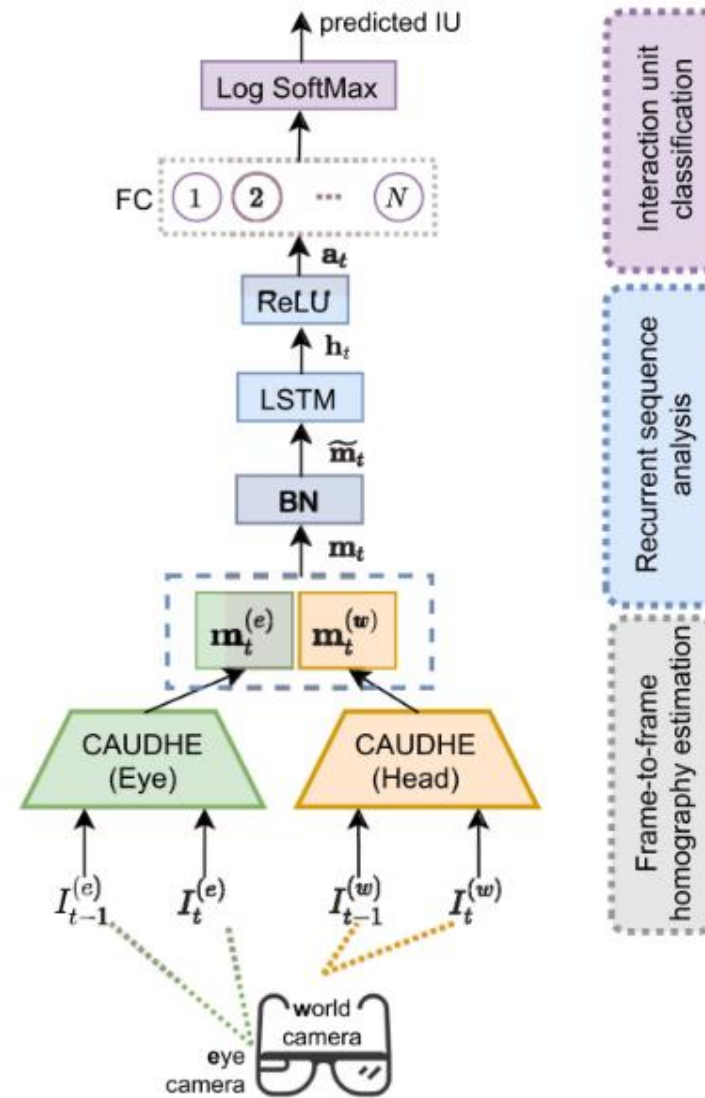 predicted IU
Log SoftMax
FC 1 2 ... N
a_t
ReLU
h_t
LSTM
m̃_t
BN
m_t
m_t^(e) m_t^(w)
CAUDHE
(Eye)
CAUDHE
(Head)
I_{t-1}^(e) I_t^(e) I_{t-1}^(w) I_t^(w)
world
camera
eye
camera
Interaction unit
classification
Recurrent sequence
analysis
Frame-to-frame
homography estimation